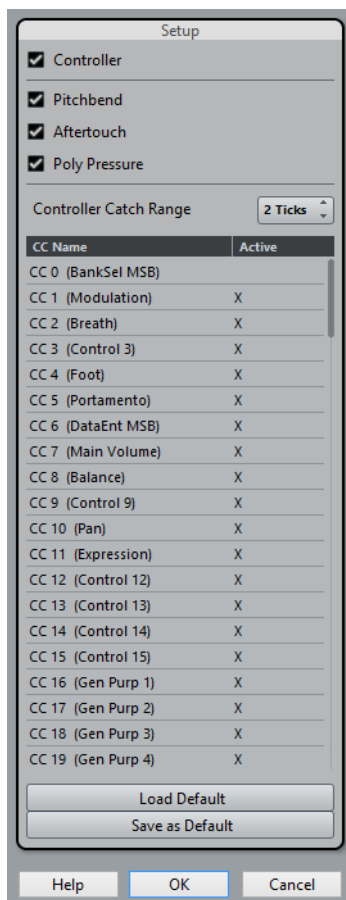 Setup
Controller
Pitchbend
Aftertouch
Poly Pressure
Controller Catch Range 2 Ticks
CC Name Active
CC 0 (BankSel MSB)
CC 1 (Modulation) X
CC 2 (Breath) X
CC 3 (Control 3) X
CC 4 (Foot) X
CC 5 (Portamento) X
CC 6 (DataEnt MSB) X
CC 7 (Main Volume) X
CC 8 (Balance) X
CC 9 (Control 9) X
CC 10 (Pan) X
CC 11 (Expression) X
CC 12 (Control 12) X
CC 13 (Control 13) X
CC 14 (Control 14) X
CC 15 (Control 15) X
CC 16 (Gen Purp 1) X
CC 17 (Gen Purp 2) X
CC 18 (Gen Purp 3) X
CC 19 (Gen Purp 4) X
Load Default
Save as Default
Help OK Cancel